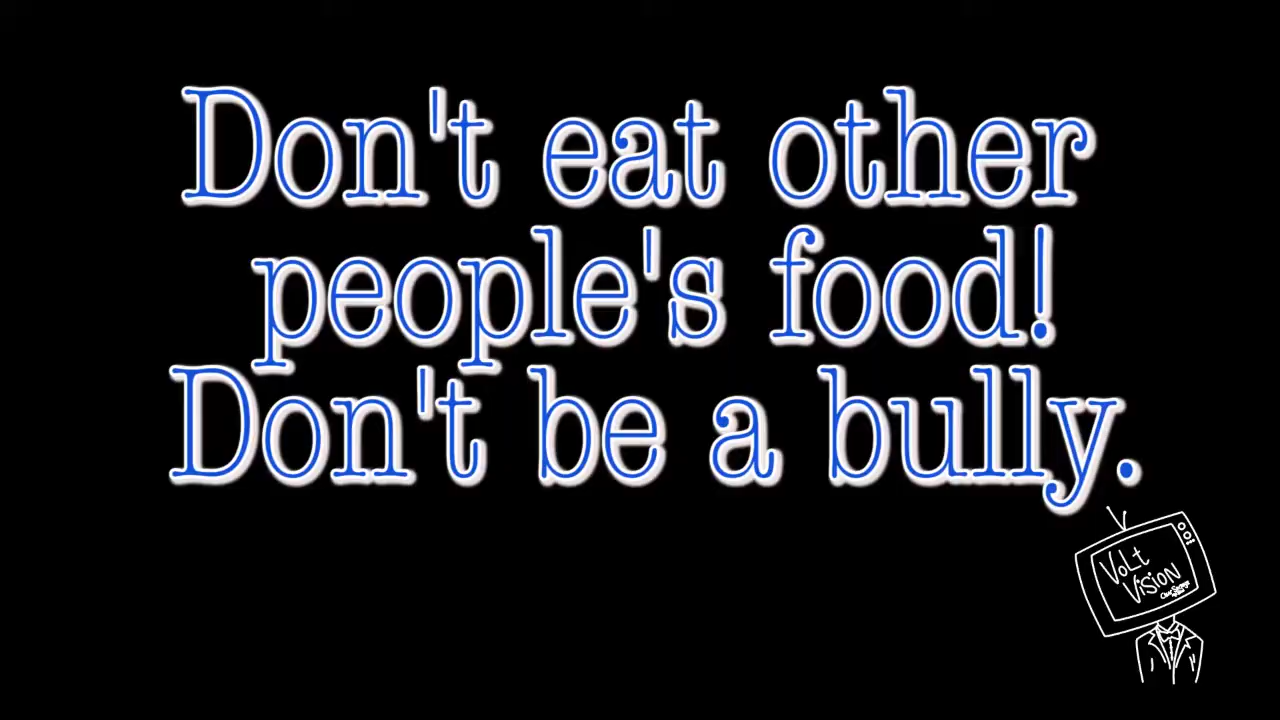 Don't eat other
people's food!
Don't be a bully.
VoLt
VisioN